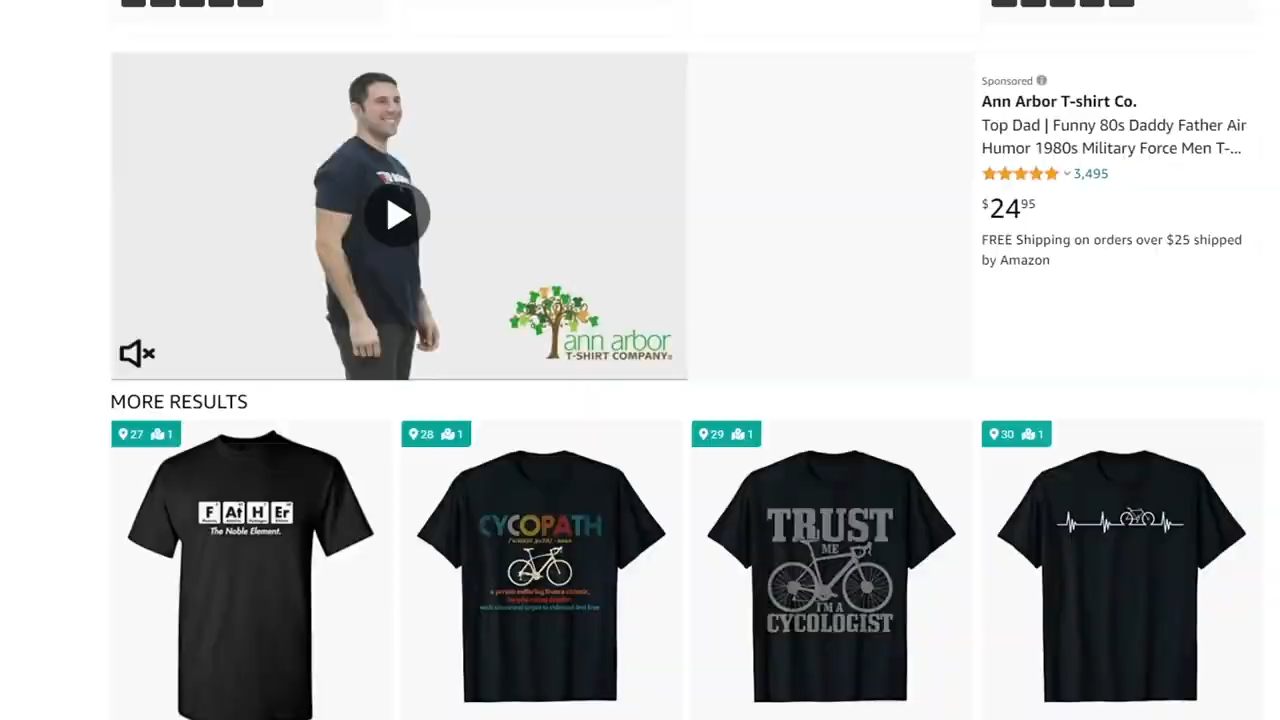 Sponsored
Ann Arbor T-shirt Co.
Top Dad | Funny 80s Daddy Father Air
Humor 1980s Military Force Men T-...
3,495
$24 95
FREE Shipping on orders over $25 shipped
by Amazon
ann arbor
T-SHIRT COMPANY
MORE RESULTS
27 1
28 1
29 1
30 1
F At H Er
The Noble Element.
CYCOPATH
TRUST
ME
I'M A
CYCOLOGIST